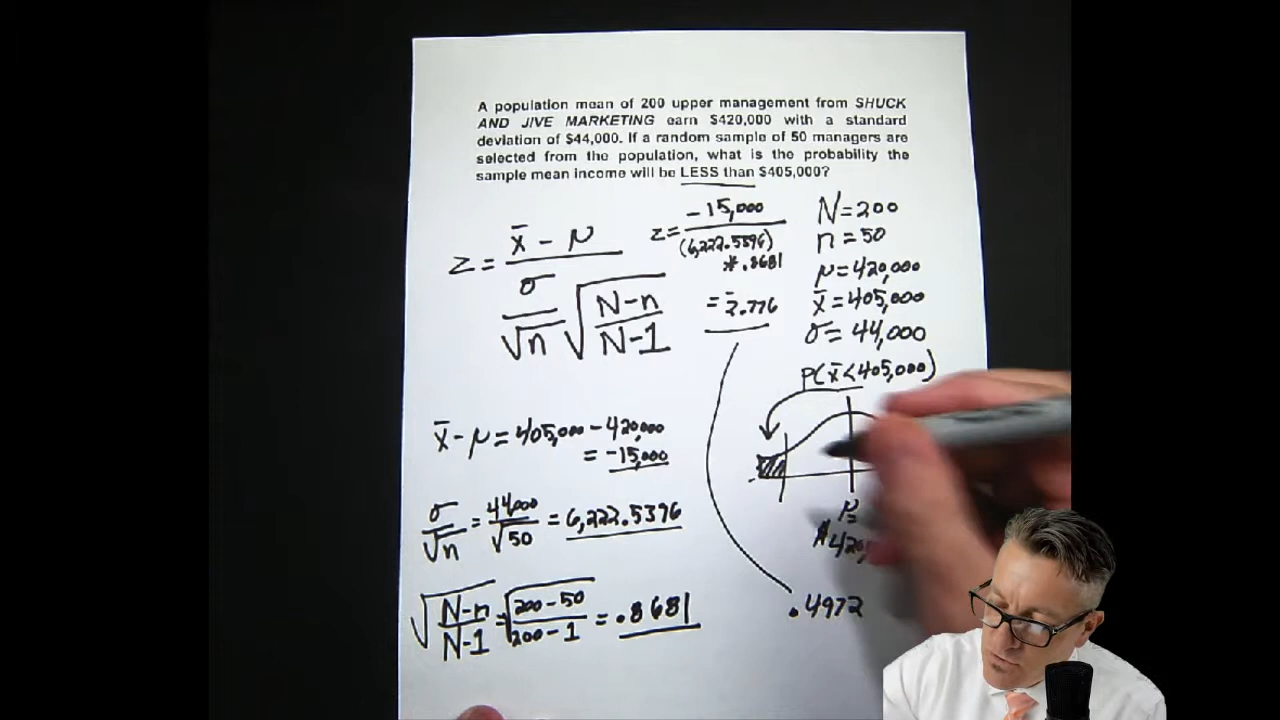 A population mean of 200 upper management from SHUCK
AND JIVE MARKETING earn $420,000 with a standard
deviation of $44,000. If a random sample of 50 managers are
selected from the population, what is the probability the
sample mean income will be LESS than $405,000?
z = x̄ - μ / σ/√n √N-n/N-1
z = -15,000
(6,222.5396)
* .8681
= -2.776
N = 200
n = 50
μ = 420,000
x̄ = 405,000
σ = 44,000
P(x̄ < 405,000)
x̄ - μ = 405,000 - 420,000
= -15,000
σ/√n = 44,000/√50 = 6,222.5396
√N-n/N-1 = √200-50/200-1 = .8681
μ =
.4972